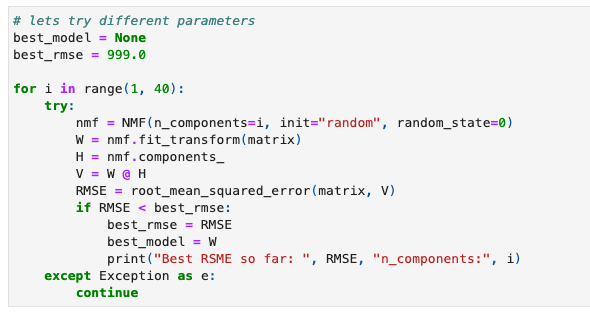 # lets try different parameters
best_model = None
best_rmse = 999.0

for i in range(1, 40):
    try:
        nmf = NMF(n_components=i, init="random", random_state=0)
        W = nmf.fit_transform(matrix)
        H = nmf.components_
        V = W @ H
        RMSE = root_mean_squared_error(matrix, V)
        if RMSE < best_rmse:
            best_rmse = RMSE
            best_model = W
            print("Best RSME so far: ", RMSE, "n_components:", i)
    except Exception as e:
        continue